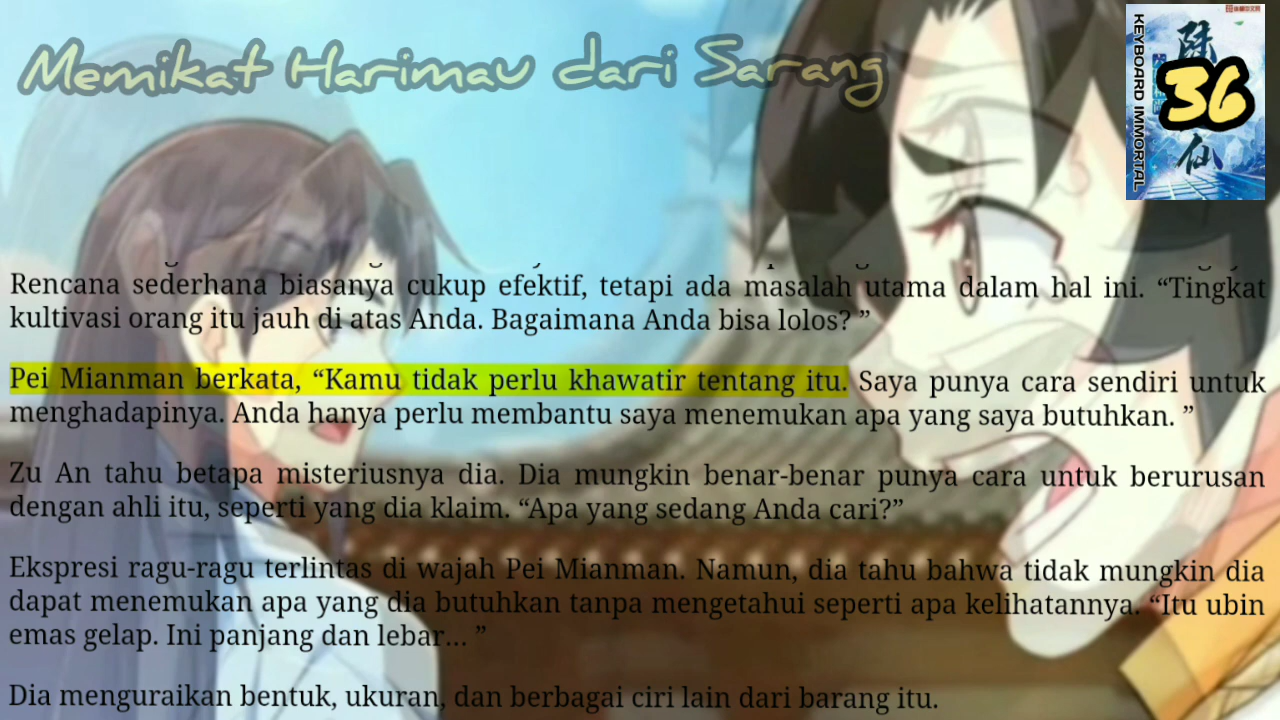 Memikat Harimau dari Sarang
陆
36
仙
KEYBOARD IMMORTAL
Rencana sederhana biasanya cukup efektif, tetapi ada masalah utama dalam hal ini. “Tingkat
kultivasi orang itu jauh di atas Anda. Bagaimana Anda bisa lolos? ”
Pei Mianman berkata, “Kamu tidak perlu khawatir tentang itu. Saya punya cara sendiri untuk
menghadapinya. Anda hanya perlu membantu saya menemukan apa yang saya butuhkan. ”
Zu An tahu betapa misteriusnya dia. Dia mungkin benar-benar punya cara untuk berurusan
dengan ahli itu, seperti yang dia klaim. “Apa yang sedang Anda cari?”
Ekspresi ragu-ragu terlintas di wajah Pei Mianman. Namun, dia tahu bahwa tidak mungkin dia
dapat menemukan apa yang dia butuhkan tanpa mengetahui seperti apa kelihatannya. “Itu ubin
emas gelap. Ini panjang dan lebar... ”
Dia menguraikan bentuk, ukuran, dan berbagai ciri lain dari barang itu.